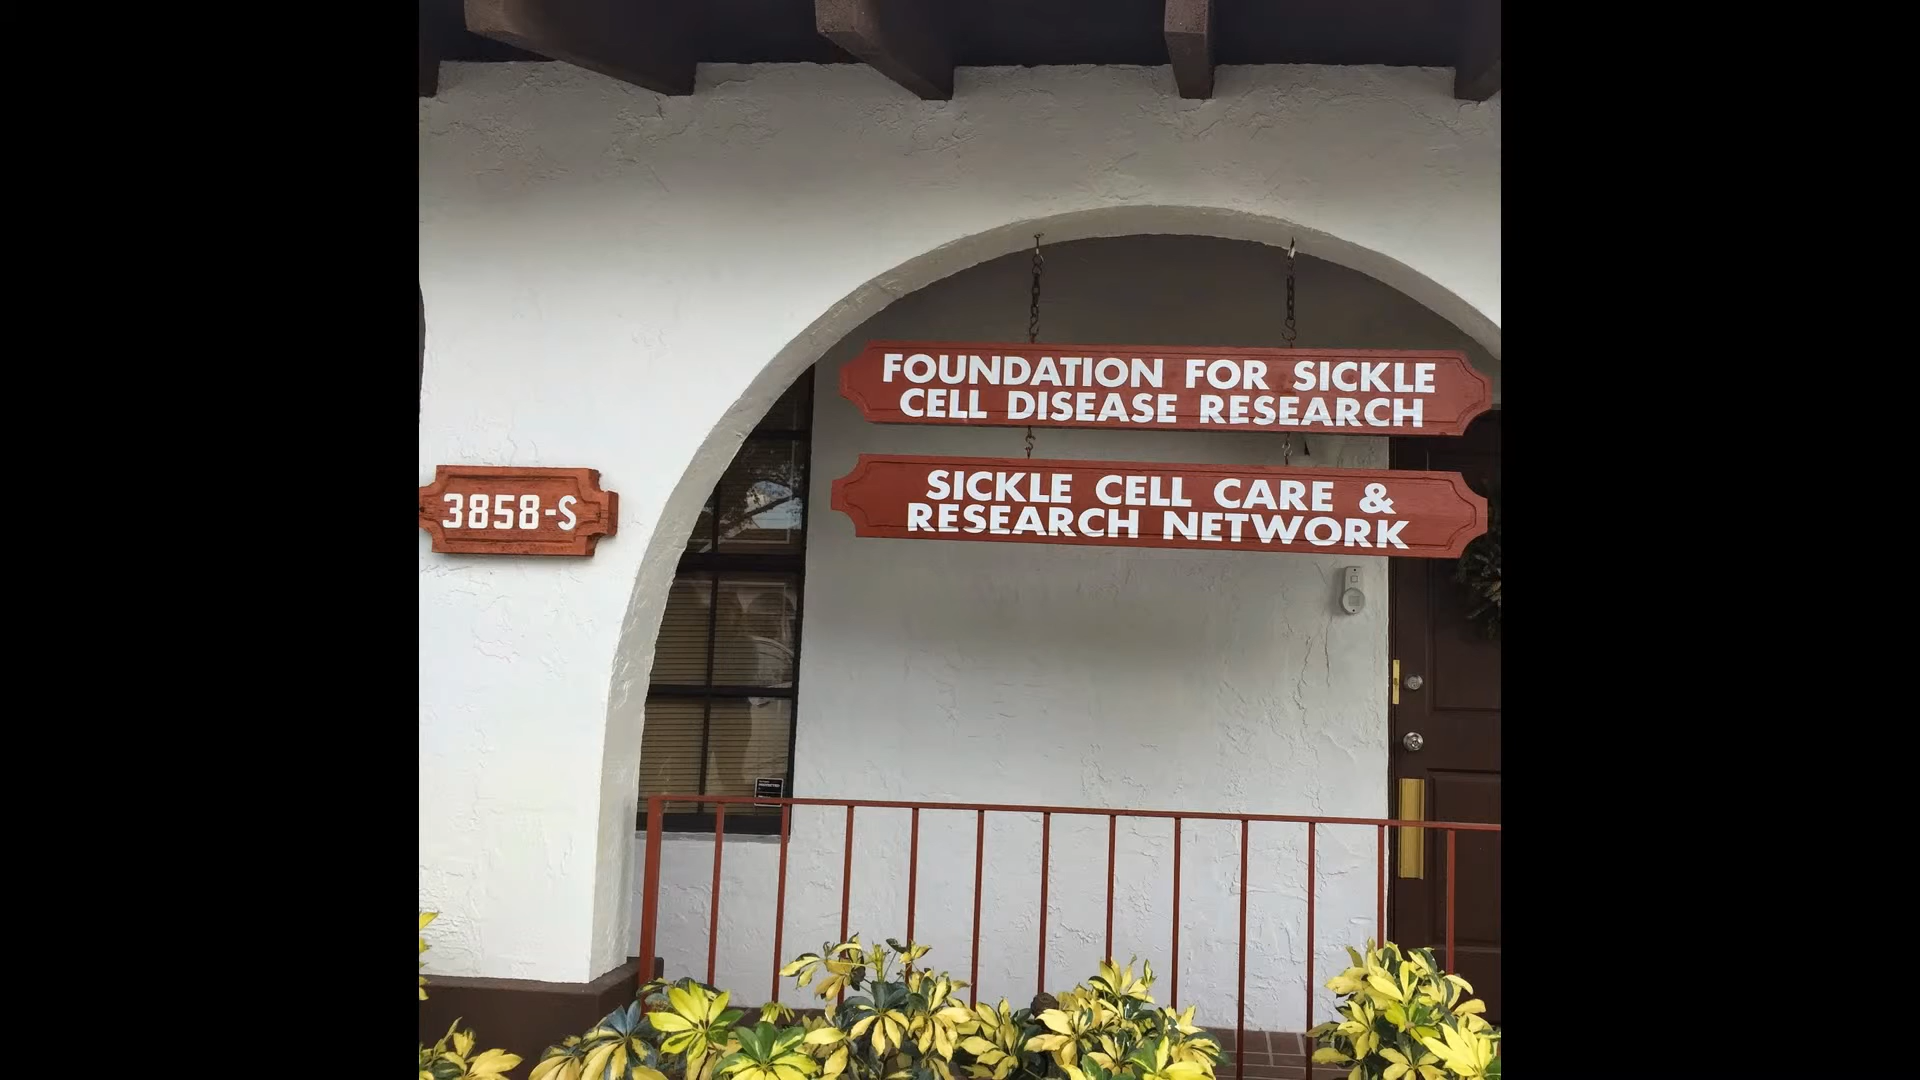 FOUNDATION FOR SICKLE
CELL DISEASE RESEARCH
SICKLE CELL CARE &
RESEARCH NETWORK
3858-S